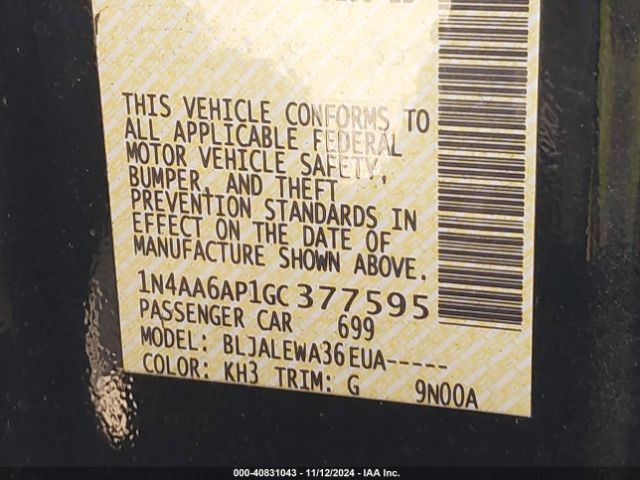 THIS VEHICLE CONFORMS TO
ALL APPLICABLE FEDERAL
MOTOR VEHICLE SAFETY,
BUMPER, AND THEFT
PREVENTION STANDARDS IN
EFFECT ON THE DATE OF
MANUFACTURE SHOWN ABOVE.
1N4AA6AP1GC377595
PASSENGER CAR 699
MODEL: BLJALEWA36EUA-----
COLOR: KH3 TRIM: G 9N00A
000-40831043 - 11/12/2024 - IAA Inc.